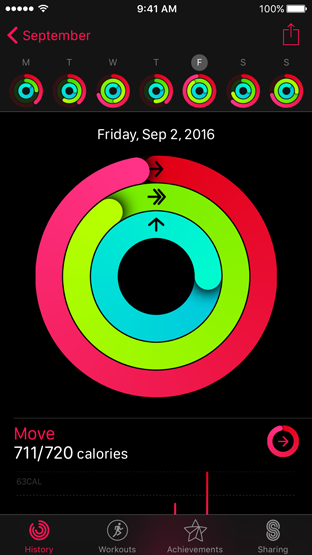 9:41 AM
100%
September
M T W T F S S
Friday, Sep 2, 2016
Move
711/720 calories
63CAL
History Workouts Achievements Sharing